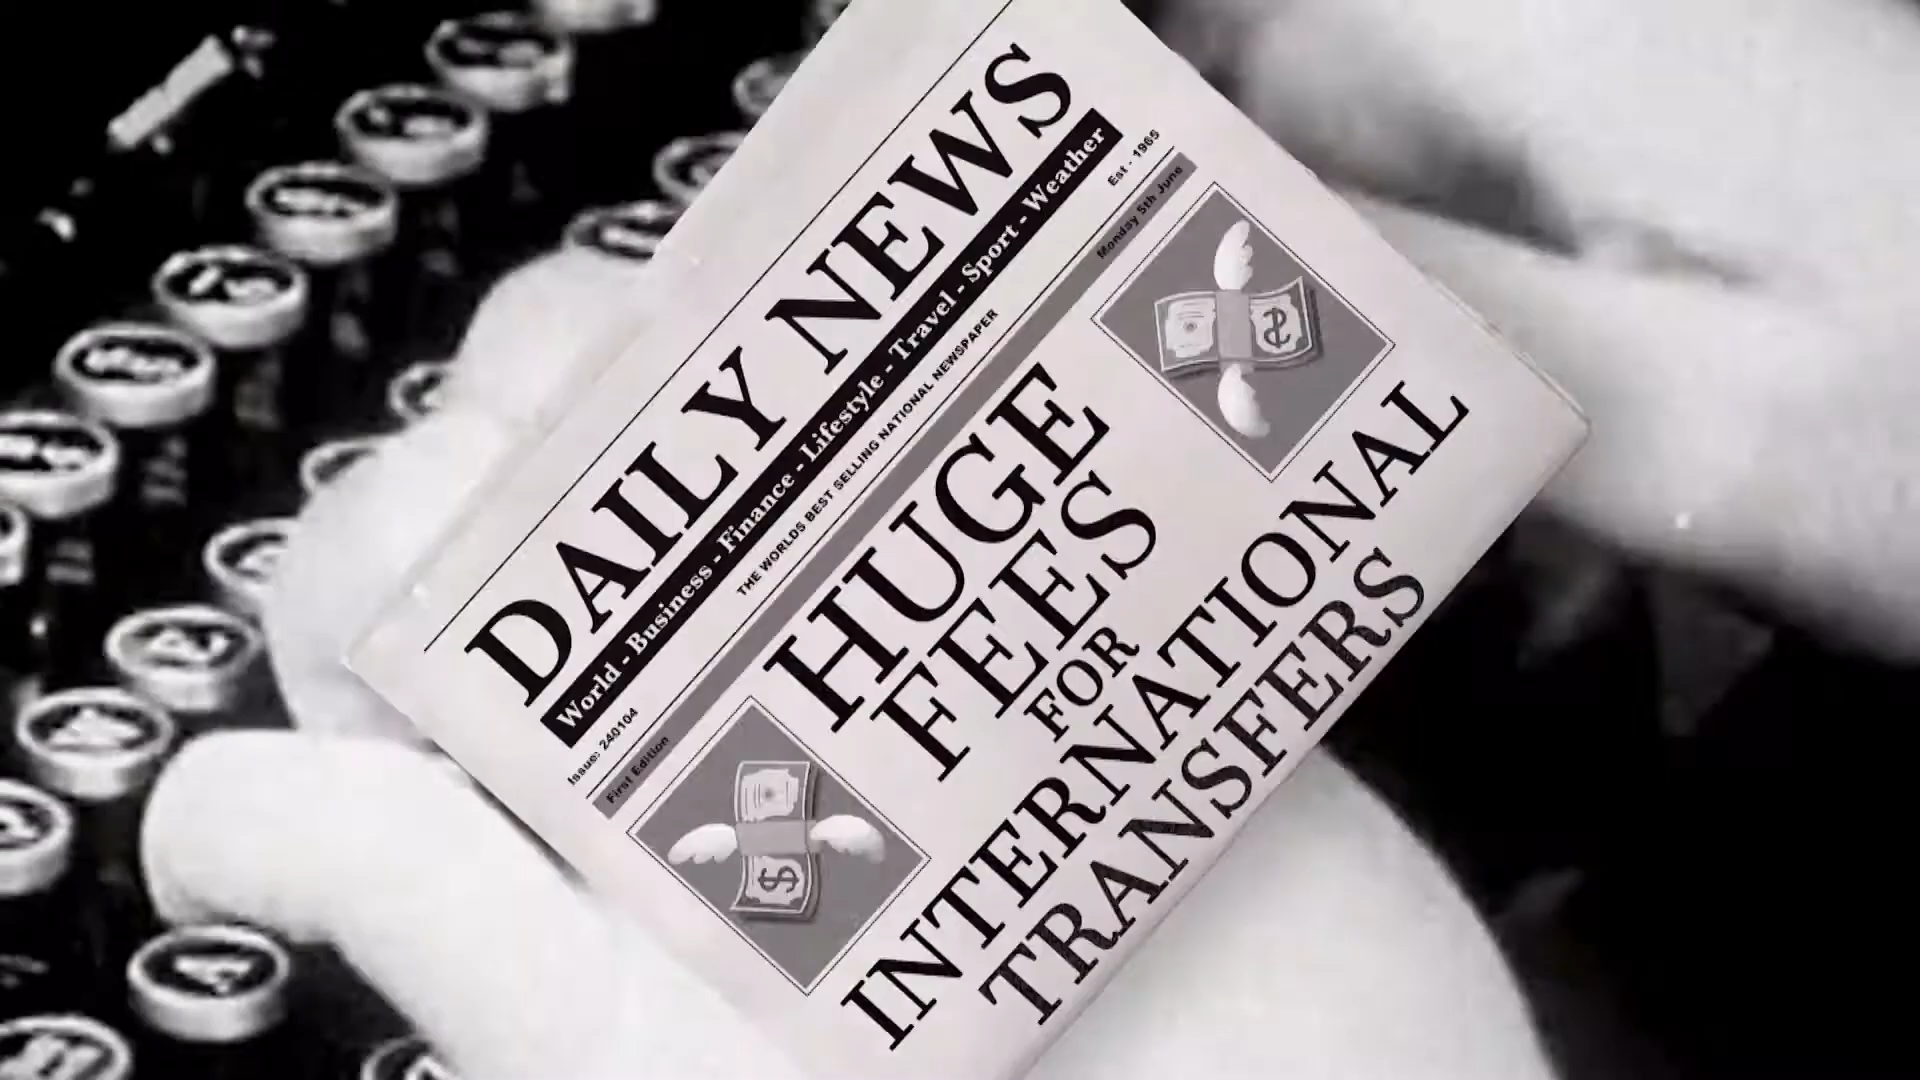 DAILY NEWS
World - Business - Finance - Lifestyle - Travel - Sport - Weather
Issue: 240104
THE WORLDS BEST SELLING NATIONAL NEWSPAPER
Est - 1965
First Edition
Monday 5th June
HUGE
FEES
FOR
INTERNATIONAL
TRANSFERS